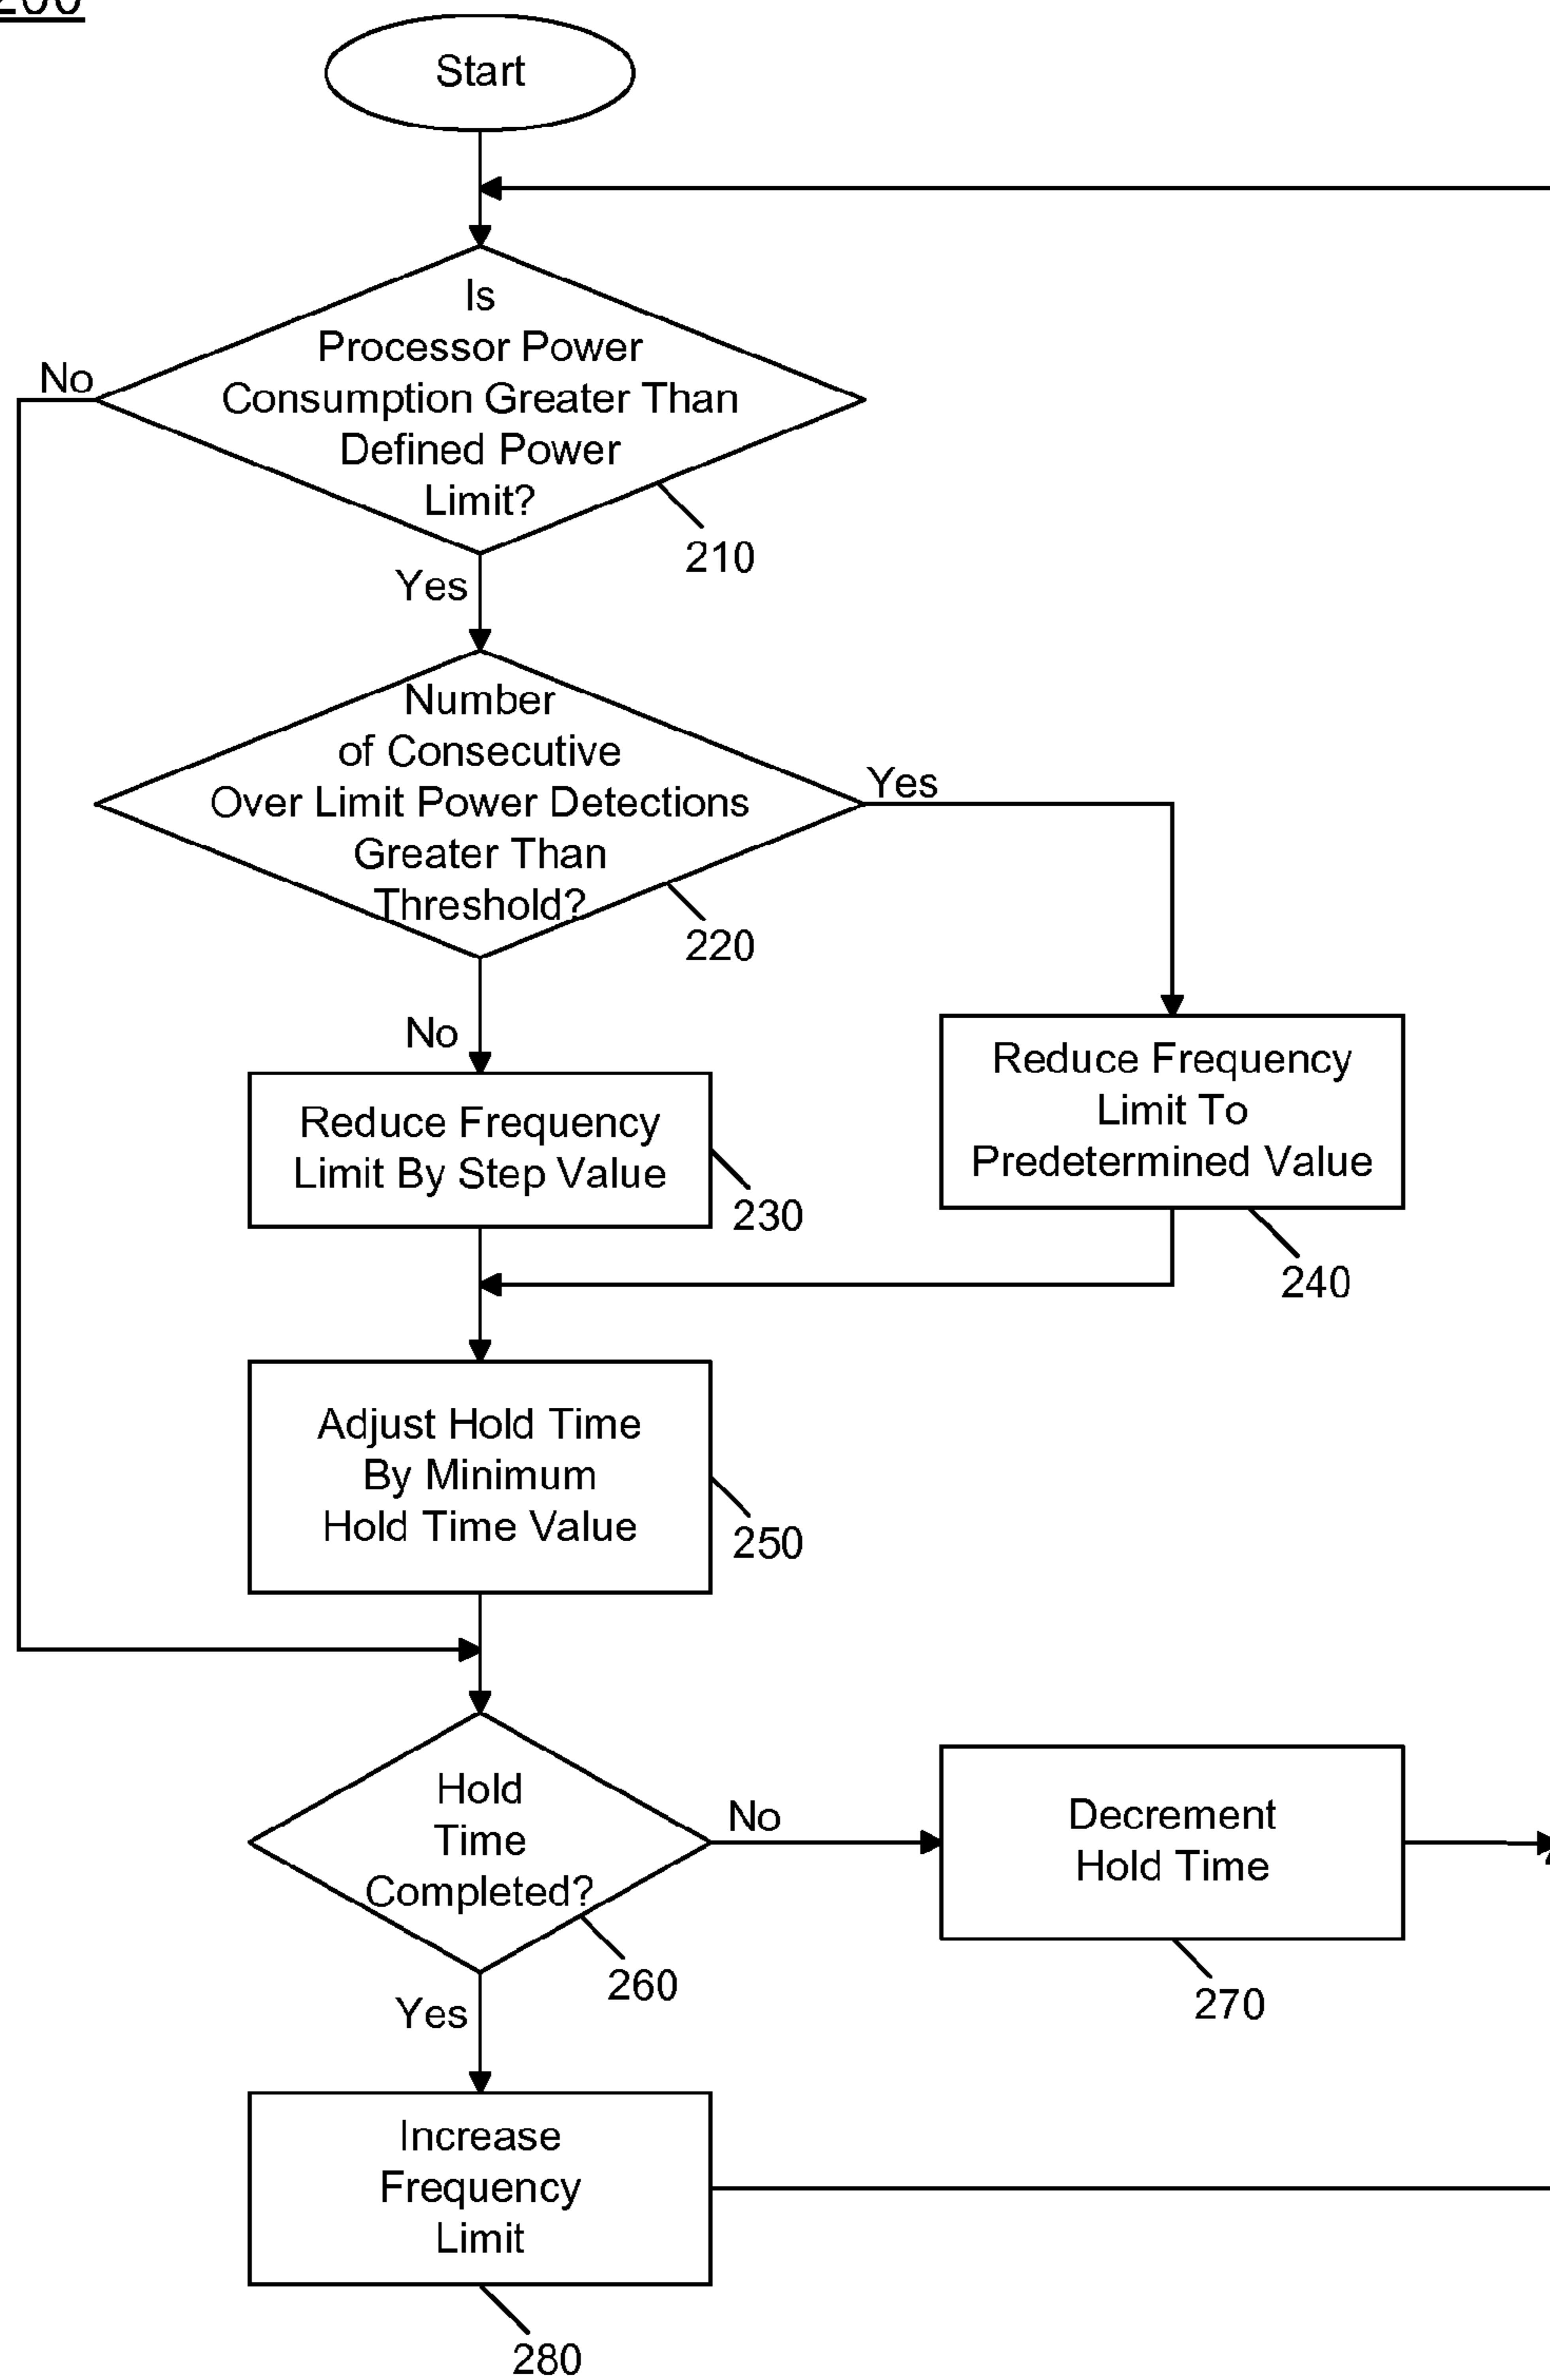 200
Start
Is
Processor Power
Consumption Greater Than
Defined Power
Limit?
No
210
Yes
Number
of Consecutive
Over Limit Power Detections
Greater Than
Threshold?
Yes
220
No
Reduce Frequency
Limit By Step Value
230
Reduce Frequency
Limit To
Predetermined Value
240
Adjust Hold Time
By Minimum
Hold Time Value
250
Hold
Time
Completed?
No
260
Decrement
Hold Time
270
Yes
Increase
Frequency
Limit
280